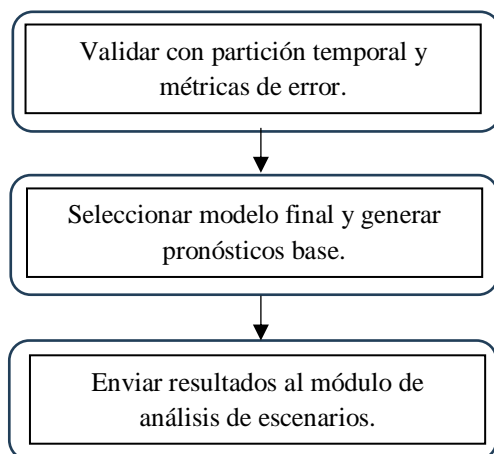 Validar con partición temporal y
métricas de error.
Seleccionar modelo final y generar
pronósticos base.
Enviar resultados al módulo de
análisis de escenarios.